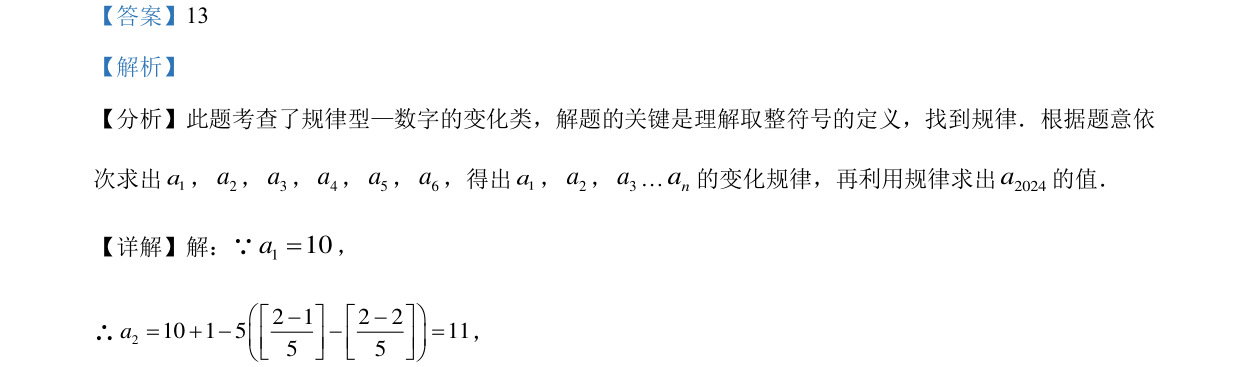 【答案】13
【解析】
【分析】此题考查了规律型—数字的变化类，解题的关键是理解取整符号的定义，找到规律．根据题意依
次求出 a₁，a₂，a₃，a₄，a₅，a₆，得出 a₁，a₂，a₃…aₙ 的变化规律，再利用规律求出 a₂₀₂₄ 的值．
【详解】解：∵ a₁ =10，
∴ a₂ =10+1−5([(2−1)/5]−[(2−2)/5])=11，